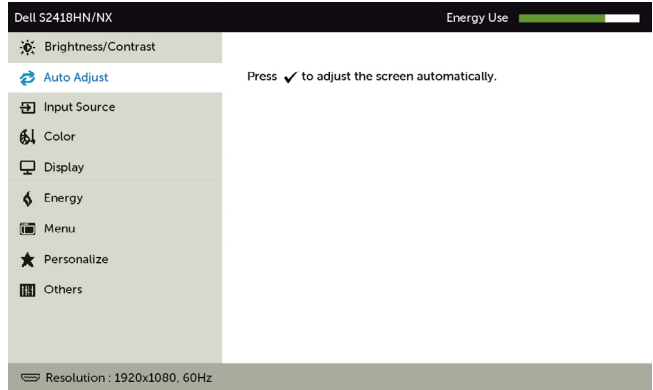 Dell S2418HN/NX
Energy Use
Brightness/Contrast
Auto Adjust
Press ✓ to adjust the screen automatically.
Input Source
Color
Display
Energy
Menu
Personalize
Others
Resolution : 1920x1080, 60Hz